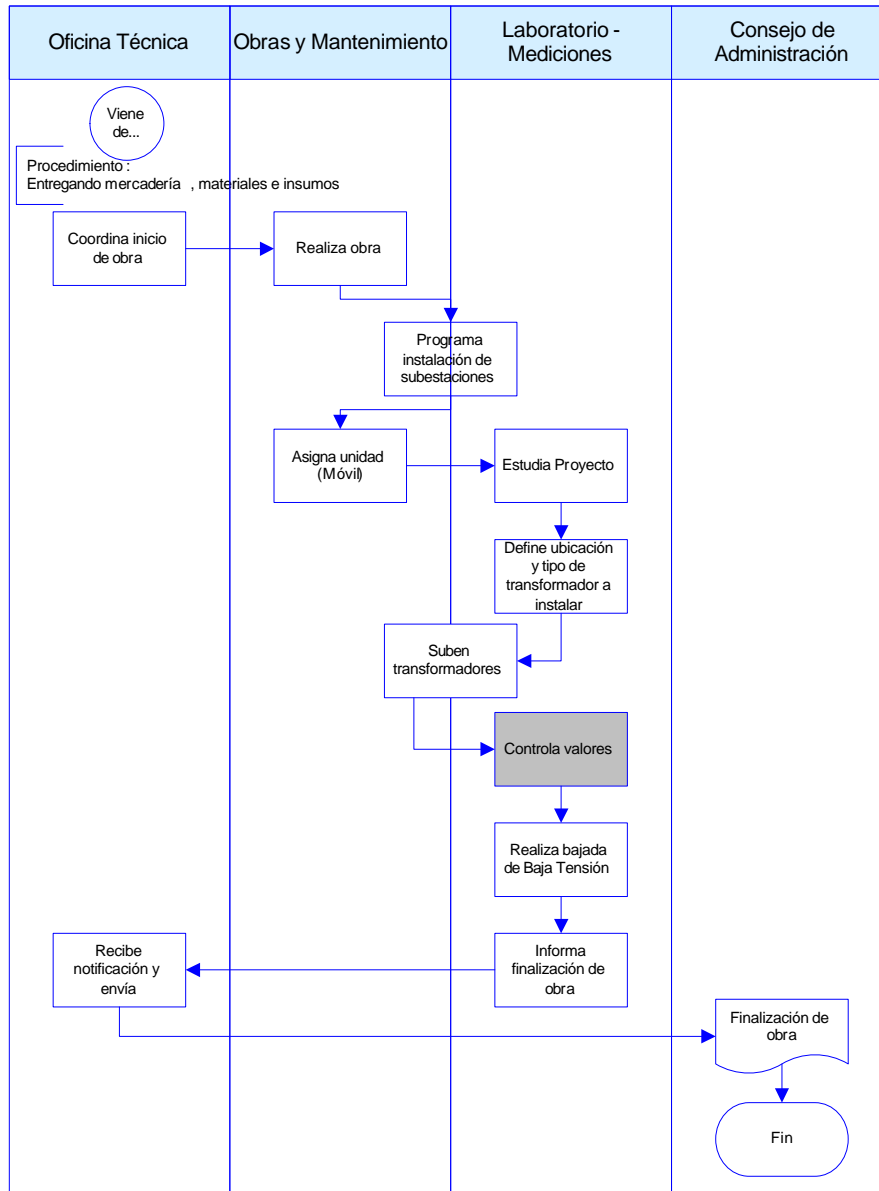 Oficina Técnica
Obras y Mantenimiento
Laboratorio -
Mediciones
Consejo de
Administración
Viene
de...
Procedimiento :
Entregando mercadería , materiales e insumos
Coordina inicio
de obra
Realiza obra
Programa
instalación de
subestaciones
Asigna unidad
(Móvil)
Estudia Proyecto
Define ubicación
y tipo de
transformador a
instalar
Suben
transformadores
Controla valores
Realiza bajada
de Baja Tensión
Recibe
notificación y
envía
Informa
finalización de
obra
Finalización de
obra
Fin